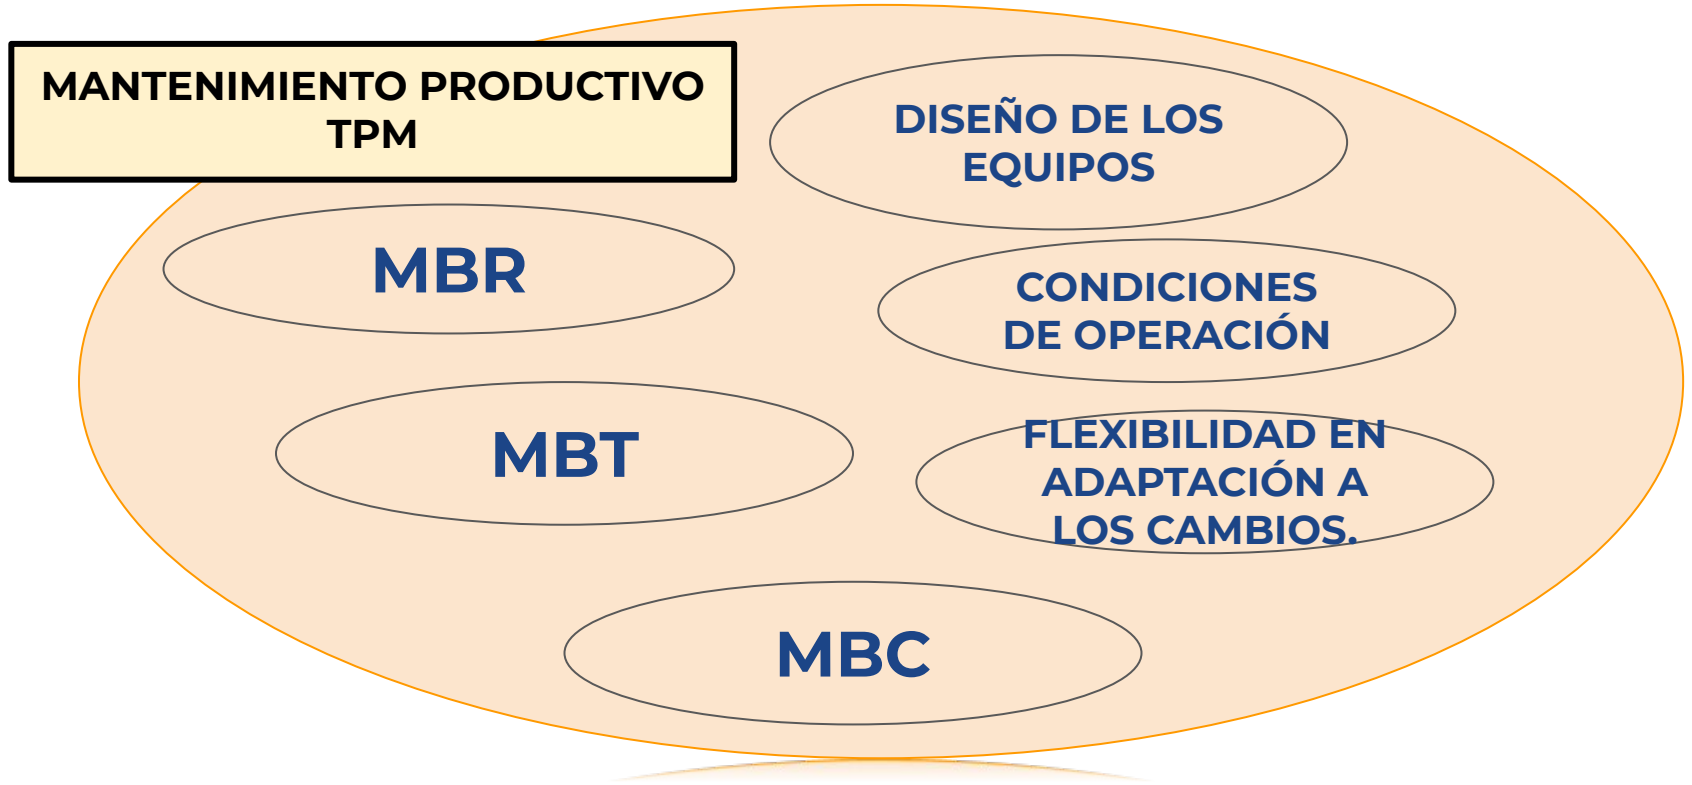 MANTENIMIENTO PRODUCTIVO
TPM
DISEÑO DE LOS
EQUIPOS
MBR
CONDICIONES
DE OPERACIÓN
MBT
FLEXIBILIDAD EN
ADAPTACIÓN A
LOS CAMBIOS.
MBC